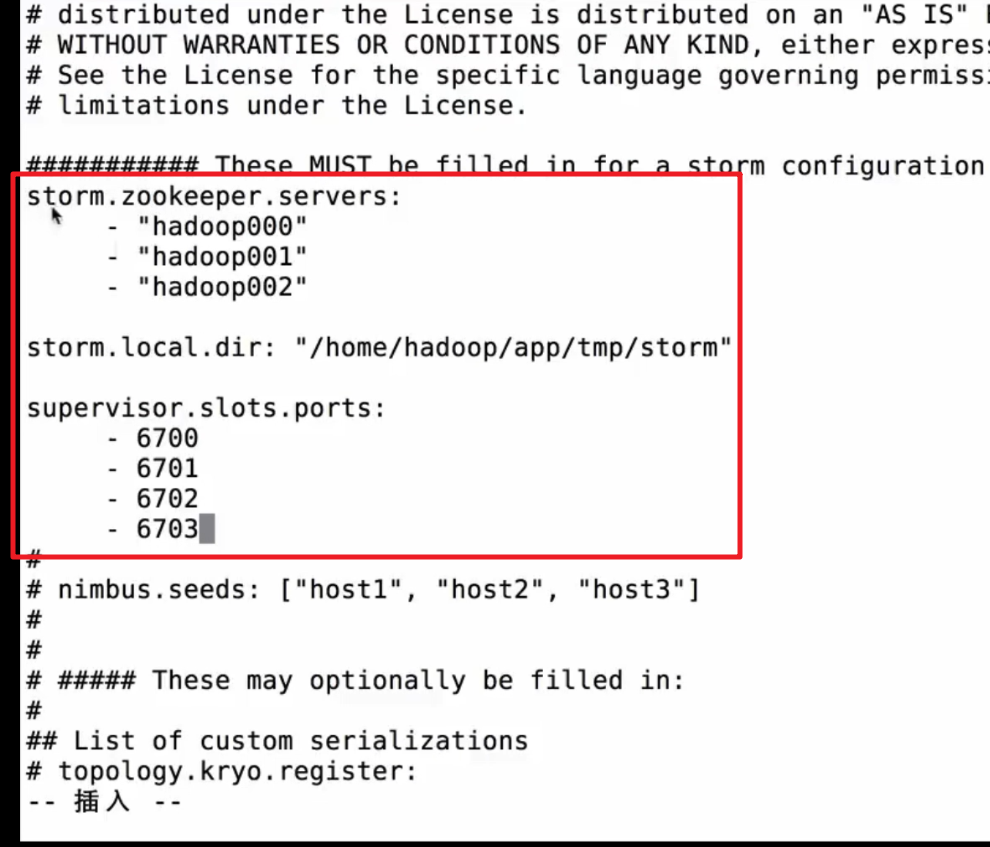 # distributed under the License is distributed on an "AS IS"
# WITHOUT WARRANTIES OR CONDITIONS OF ANY KIND, either express
# See the License for the specific language governing permissi
# limitations under the License.
########### These MUST be filled in for a storm configuration
storm.zookeeper.servers:
     - "hadoop000"
     - "hadoop001"
     - "hadoop002"
storm.local.dir: "/home/hadoop/app/tmp/storm"
supervisor.slots.ports:
     - 6700
     - 6701
     - 6702
     - 6703
#
# nimbus.seeds: ["host1", "host2", "host3"]
#
#
# ##### These may optionally be filled in:
#
## List of custom serializations
# topology.kryo.register:
-- 插入 --